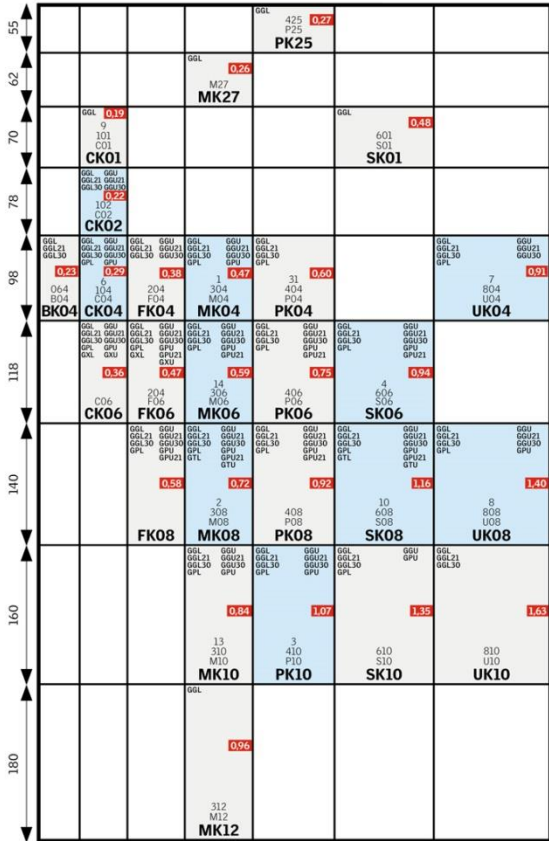 55
GGL
425
0,27
P25
PK25
62
GGL
0,26
M27
MK27
70
GGL
0,19
9
101
C01
CK01
GGL
0,48
601
S01
SK01
78
GGL GGU
GGL21 GGU21
GGL30 GGU30
0,22
102
C02
CK02
98
GGL
GGL21
GGL30
0,23
064
B04
BK04
GGL GGU
GGL21 GGU21
GGL30 GGU30
GPL GPU
0,29
6
104
C04
CK04
GGL GGU
GGL21 GGU21
GGL30 GGU30
0,38
204
F04
FK04
GGL GGU
GGL21 GGU21
GGL30 GGU30
GPL GPU
0,47
1
304
M04
MK04
GGL GGU
GGL21 GGU21
GGL30 GGU30
GPL GPU
0,60
31
404
P04
PK04
GGL GGU
GGL21 GGU21
GGL30 GGU30
0,91
7
804
U04
UK04
118
GGL GGU
GGL21 GGU21
GGL30 GGU30
GPL GPU
GXL GXU
0,36
C06
CK06
GGL GGU
GGL21 GGU21
GGL30 GGU30
GPL GPU
GXL GPU21
GXU
0,47
204
F06
FK06
GGL GGU
GGL21 GGU21
GGL30 GGU30
GPL GPU
GPU21
0,59
14
306
M06
MK06
GGL GGU
GGL21 GGU21
GGL30 GGU30
GPL GPU
GPU21
0,75
406
P06
PK06
GGL GGU
GGL21 GGU21
GGL30 GGU30
GPL GPU
GPU21
0,94
4
606
S06
SK06
140
GGL GGU
GGL21 GGU21
GGL30 GGU30
GPL GPU
GPU21
0,58
FK08
GGL GGU
GGL21 GGU21
GGL30 GGU30
GPL GPU
GTL GPU21
GTU
0,72
2
308
M08
MK08
GGL GGU
GGL21 GGU21
GGL30 GGU30
GPL GPU
GPU21
0,92
408
P08
PK08
GGL GGU
GGL21 GGU21
GGL30 GGU30
GPL GPU
GTL GPU21
GTU
1,16
10
608
S08
SK08
GGL GGU
GGL21 GGU21
GGL30 GGU30
GPL GPU
1,40
8
808
U08
UK08
160
GGL GGU
GGL21 GGU21
GGL30 GGU30
GPL GPU
0,84
13
310
M10
MK10
GGL GGU
GGL21 GGU21
GGL30 GGU30
GPL GPU
1,07
3
410
P10
PK10
GGL GGU
GGL21 GPU
GGL30
GPL
1,35
610
S10
SK10
GGL
GGL21
GGL30
1,63
810
U10
UK10
180
GGL
0,96
312
M12
MK12